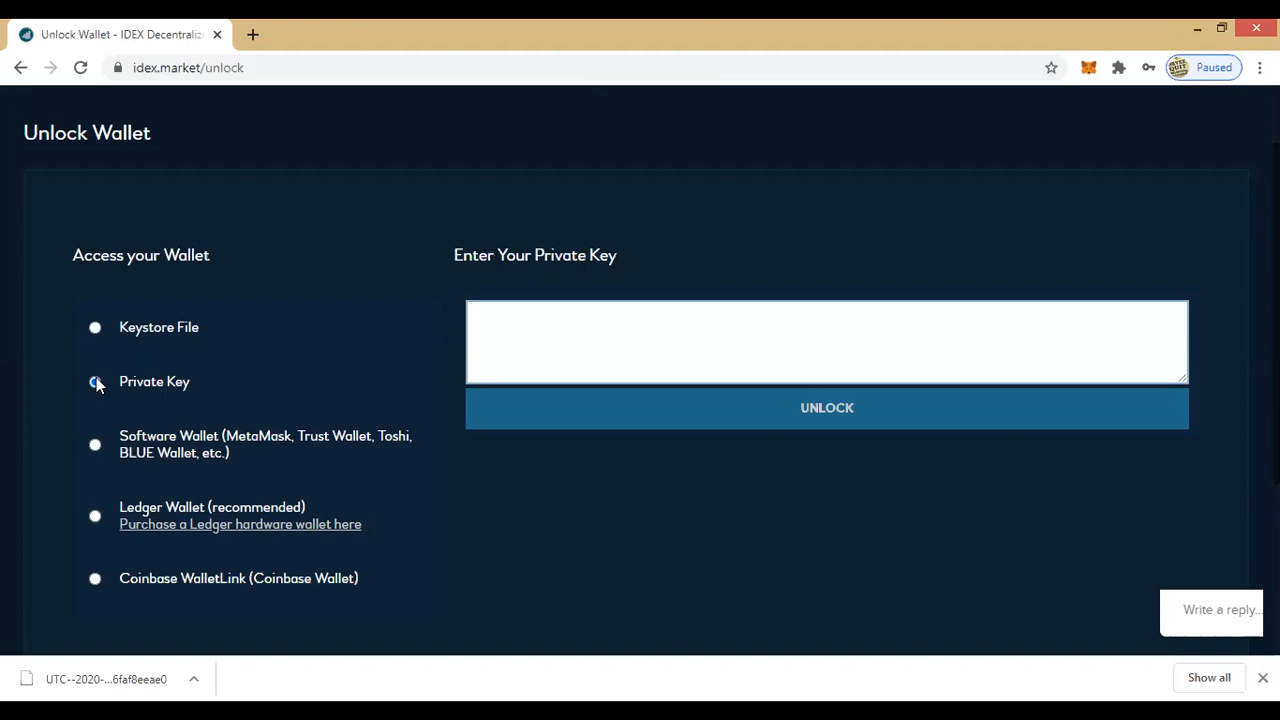 Unlock Wallet - IDEX Decentraliz
idex.market/unlock
Paused
Unlock Wallet
Access your Wallet
Enter Your Private Key
Keystore File
Private Key
UNLOCK
Software Wallet (MetaMask, Trust Wallet, Toshi,
BLUE Wallet, etc.)
Ledger Wallet (recommended)
Purchase a Ledger hardware wallet here
Coinbase WalletLink (Coinbase Wallet)
Write a reply...
UTC--2020-...6faf8eeae0
Show all